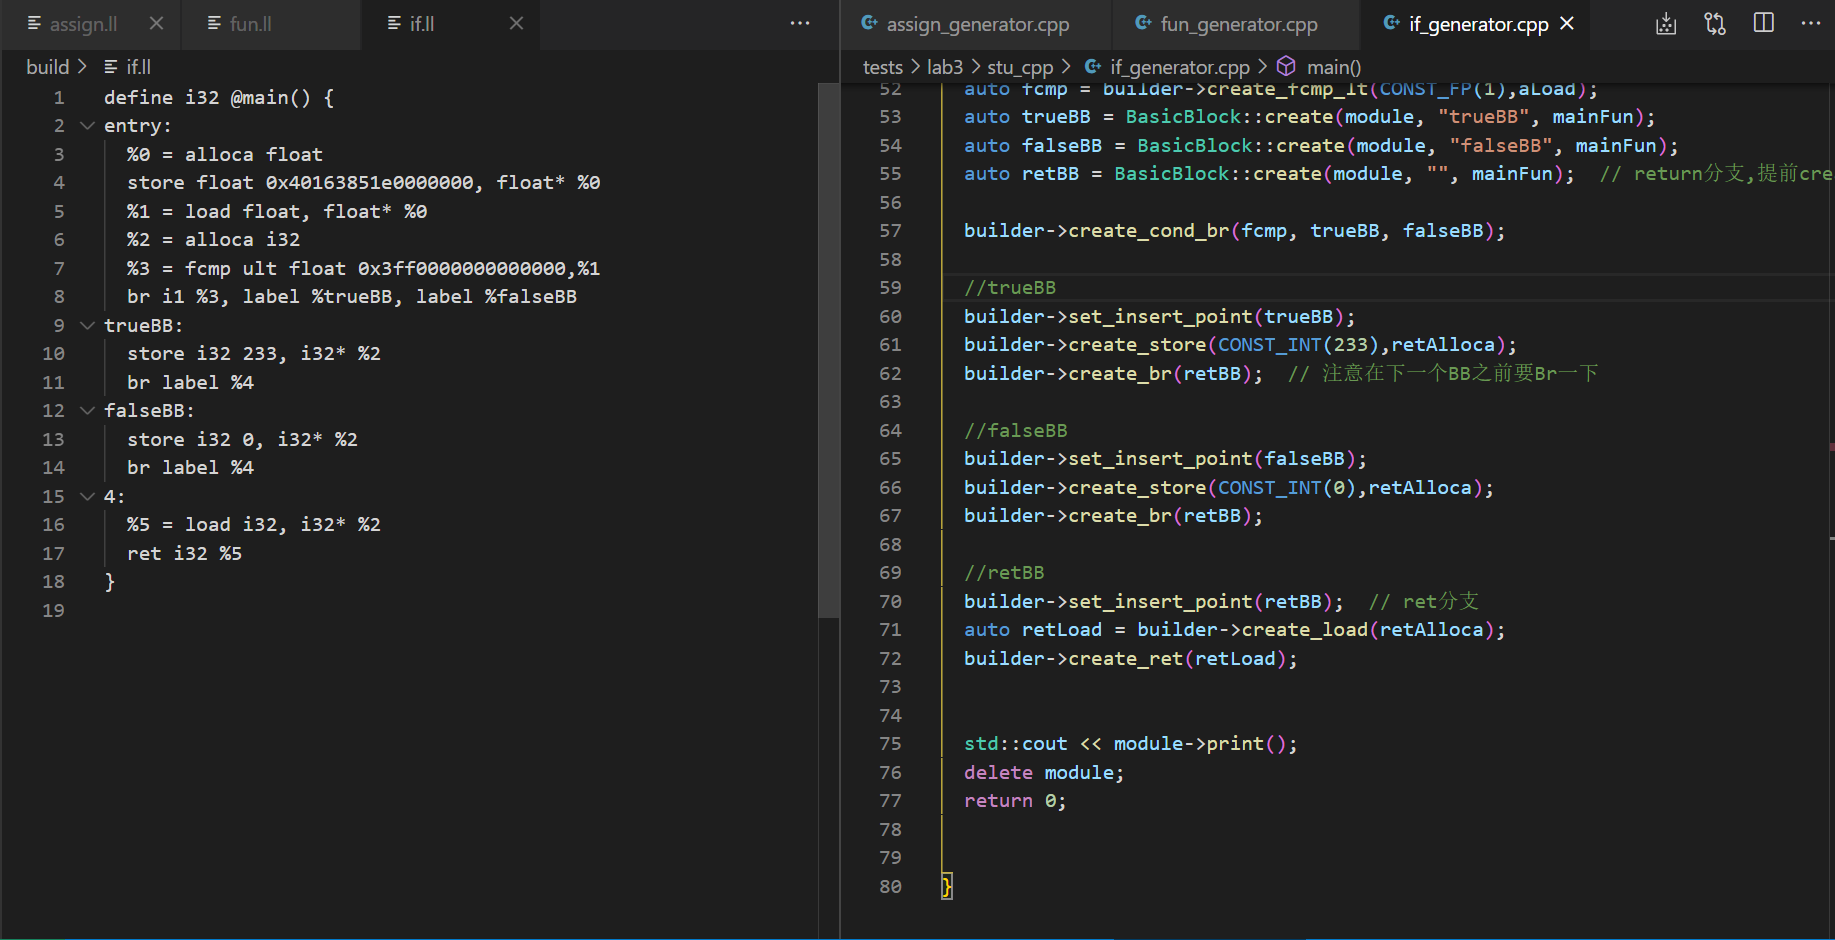 assign.ll
fun.ll
if.ll
build > if.ll
1 define i32 @main() {
2 entry:
3 %0 = alloca float
4 store float 0x40163851e0000000, float* %0
5 %1 = load float, float* %0
6 %2 = alloca i32
7 %3 = fcmp ult float 0x3ff0000000000000,%1
8 br i1 %3, label %trueBB, label %falseBB
9 trueBB:
10 store i32 233, i32* %2
11 br label %4
12 falseBB:
13 store i32 0, i32* %2
14 br label %4
15 4:
16 %5 = load i32, i32* %2
17 ret i32 %5
18 }
19
assign_generator.cpp
fun_generator.cpp
if_generator.cpp
tests > lab3 > stu_cpp > if_generator.cpp > main()
52 auto fcmp = builder->create_fcmp_lt(CONST_FP(1),aLoad);
53 auto trueBB = BasicBlock::create(module, "trueBB", mainFun);
54 auto falseBB = BasicBlock::create(module, "falseBB", mainFun);
55 auto retBB = BasicBlock::create(module, "", mainFun); // return分支,提前cre
56
57 builder->create_cond_br(fcmp, trueBB, falseBB);
58
59 //trueBB
60 builder->set_insert_point(trueBB);
61 builder->create_store(CONST_INT(233),retAlloca);
62 builder->create_br(retBB); // 注意在下一个BB之前要Br一下
63
64 //falseBB
65 builder->set_insert_point(falseBB);
66 builder->create_store(CONST_INT(0),retAlloca);
67 builder->create_br(retBB);
68
69 //retBB
70 builder->set_insert_point(retBB); // ret分支
71 auto retLoad = builder->create_load(retAlloca);
72 builder->create_ret(retLoad);
73
74
75 std::cout << module->print();
76 delete module;
77 return 0;
78
79
80 }